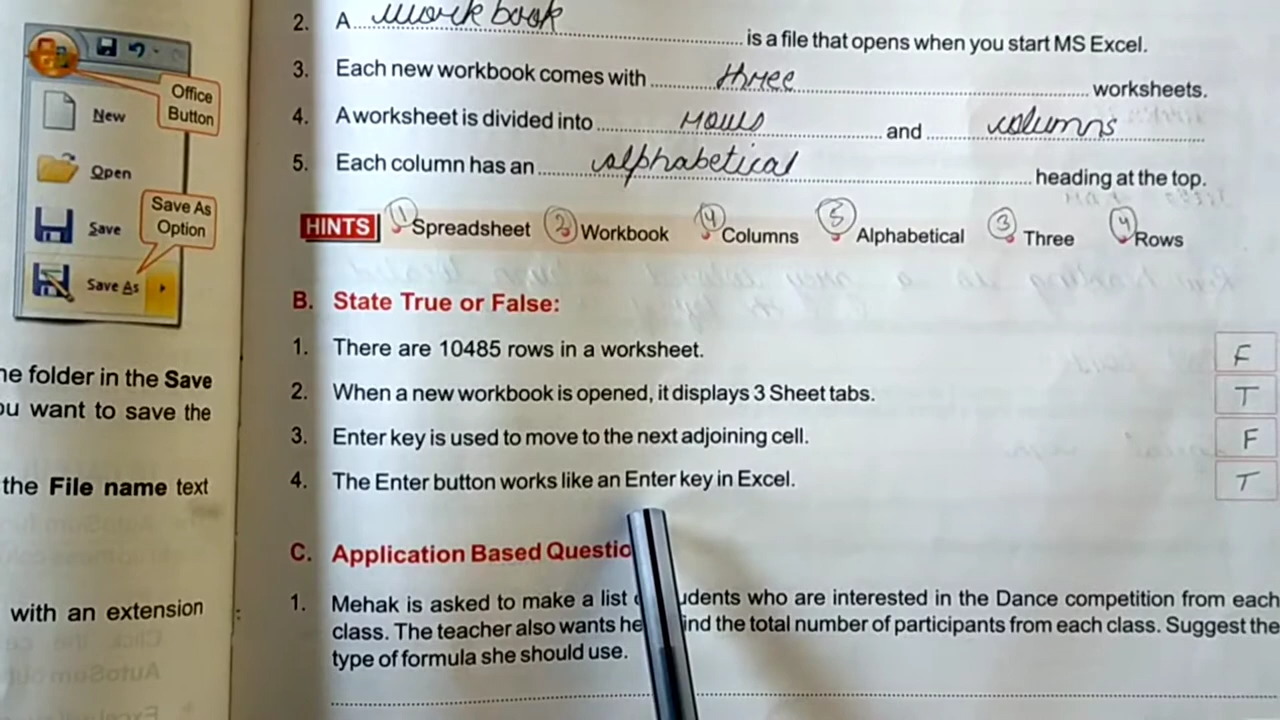 2. A workbook is a file that opens when you start MS Excel.
3. Each new workbook comes with three worksheets.
4. A worksheet is divided into rows and columns
5. Each column has an alphabetical heading at the top.
HINTS (1) Spreadsheet (2) Workbook (4) Columns (5) Alphabetical (3) Three (4) Rows
Office
Button
New
Open
Save As
Option
Save
Save As
B. State True or False:
1. There are 10485 rows in a worksheet. F
2. When a new workbook is opened, it displays 3 Sheet tabs. T
3. Enter key is used to move to the next adjoining cell. F
4. The Enter button works like an Enter key in Excel. T
folder in the Save
want to save the
the File name text
with an extension :
C. Application Based
1. Mehak is asked to make a list who are interested in the Dance competition from each
class. The teacher also wants the total number of participants from each class. Suggest the
type of formula she should use.